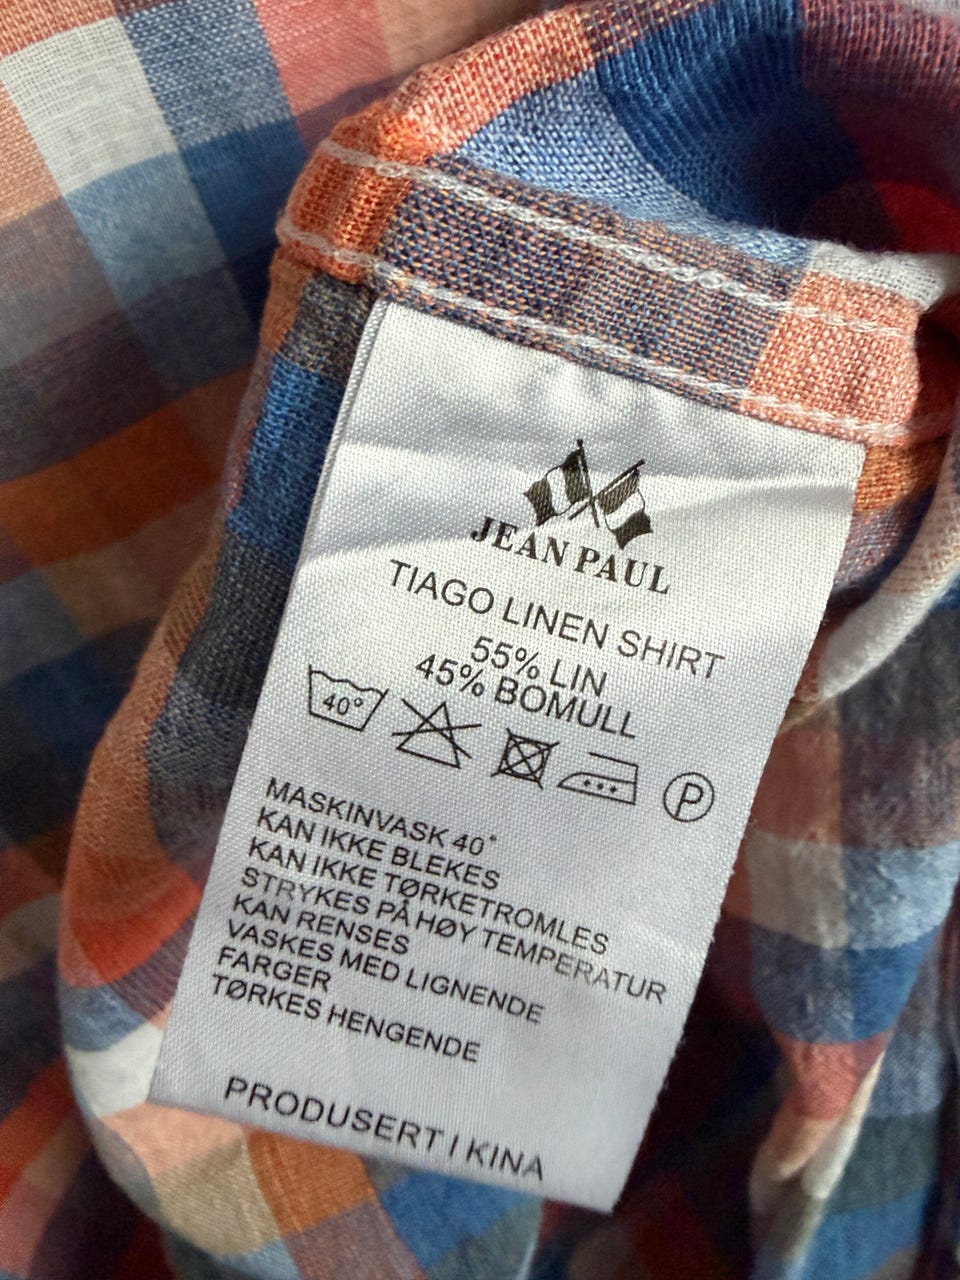 JEAN PAUL
TIAGO LINEN SHIRT
55% LIN
45% BOMULL
40°
P
MASKINVASK 40°
KAN IKKE BLEKES
KAN IKKE TØRKETROMLES
STRYKES PÅ HØY TEMPERATUR
KAN RENSES
VASKES MED LIGNENDE
FARGER
TØRKES HENGENDE
PRODUSERT I KINA